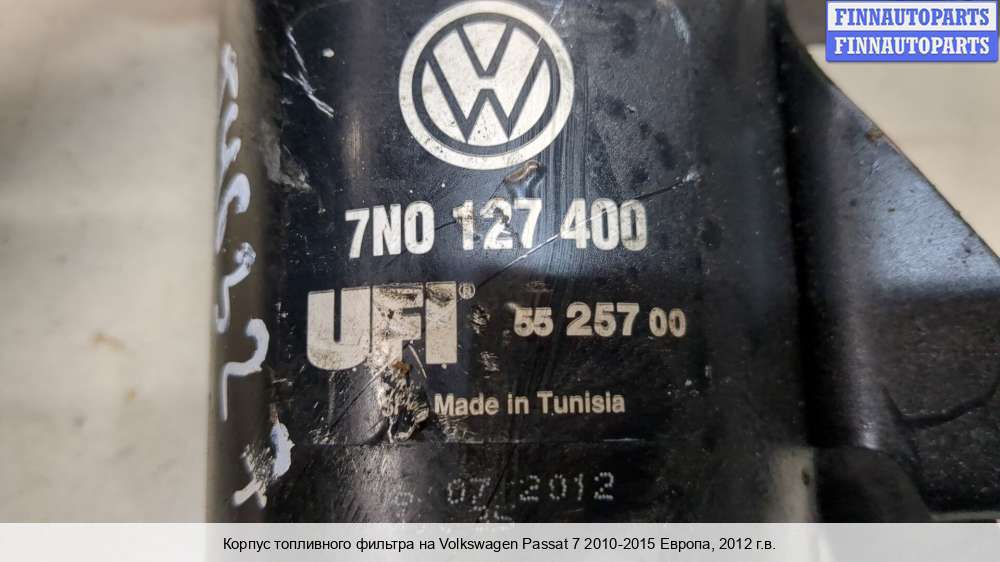 FINNAUTOPARTS
FINNAUTOPARTS
7N0 127 400
UFI® 55 257 00
Made in Tunisia
07 2012
Корпус топливного фильтра на Volkswagen Passat 7 2010-2015 Европа, 2012 г.в.